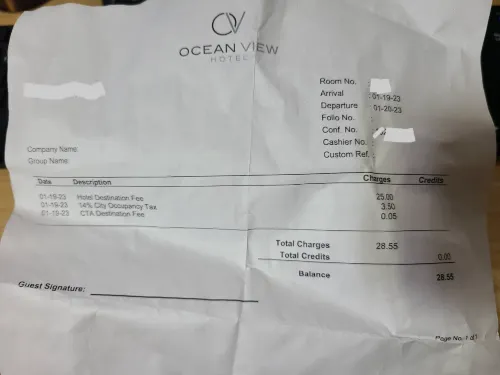 OV
OCEAN VIEW
HOTEL
Room No. :
Arrival : 01-19-23
Departure : 01-20-23
Folio No. :
Conf. No. :
Cashier No. :
Custom Ref. :
Company Name:
Group Name:
Date Description Charges Credits
01-19-23 Hotel Destination Fee 25.00
01-19-23 14% City Occupancy Tax 3.50
01-19-23 CTA Destination Fee 0.05
Total Charges 28.55
Total Credits 0.00
Balance 28.55
Guest Signature:
Page No. 1 of 1